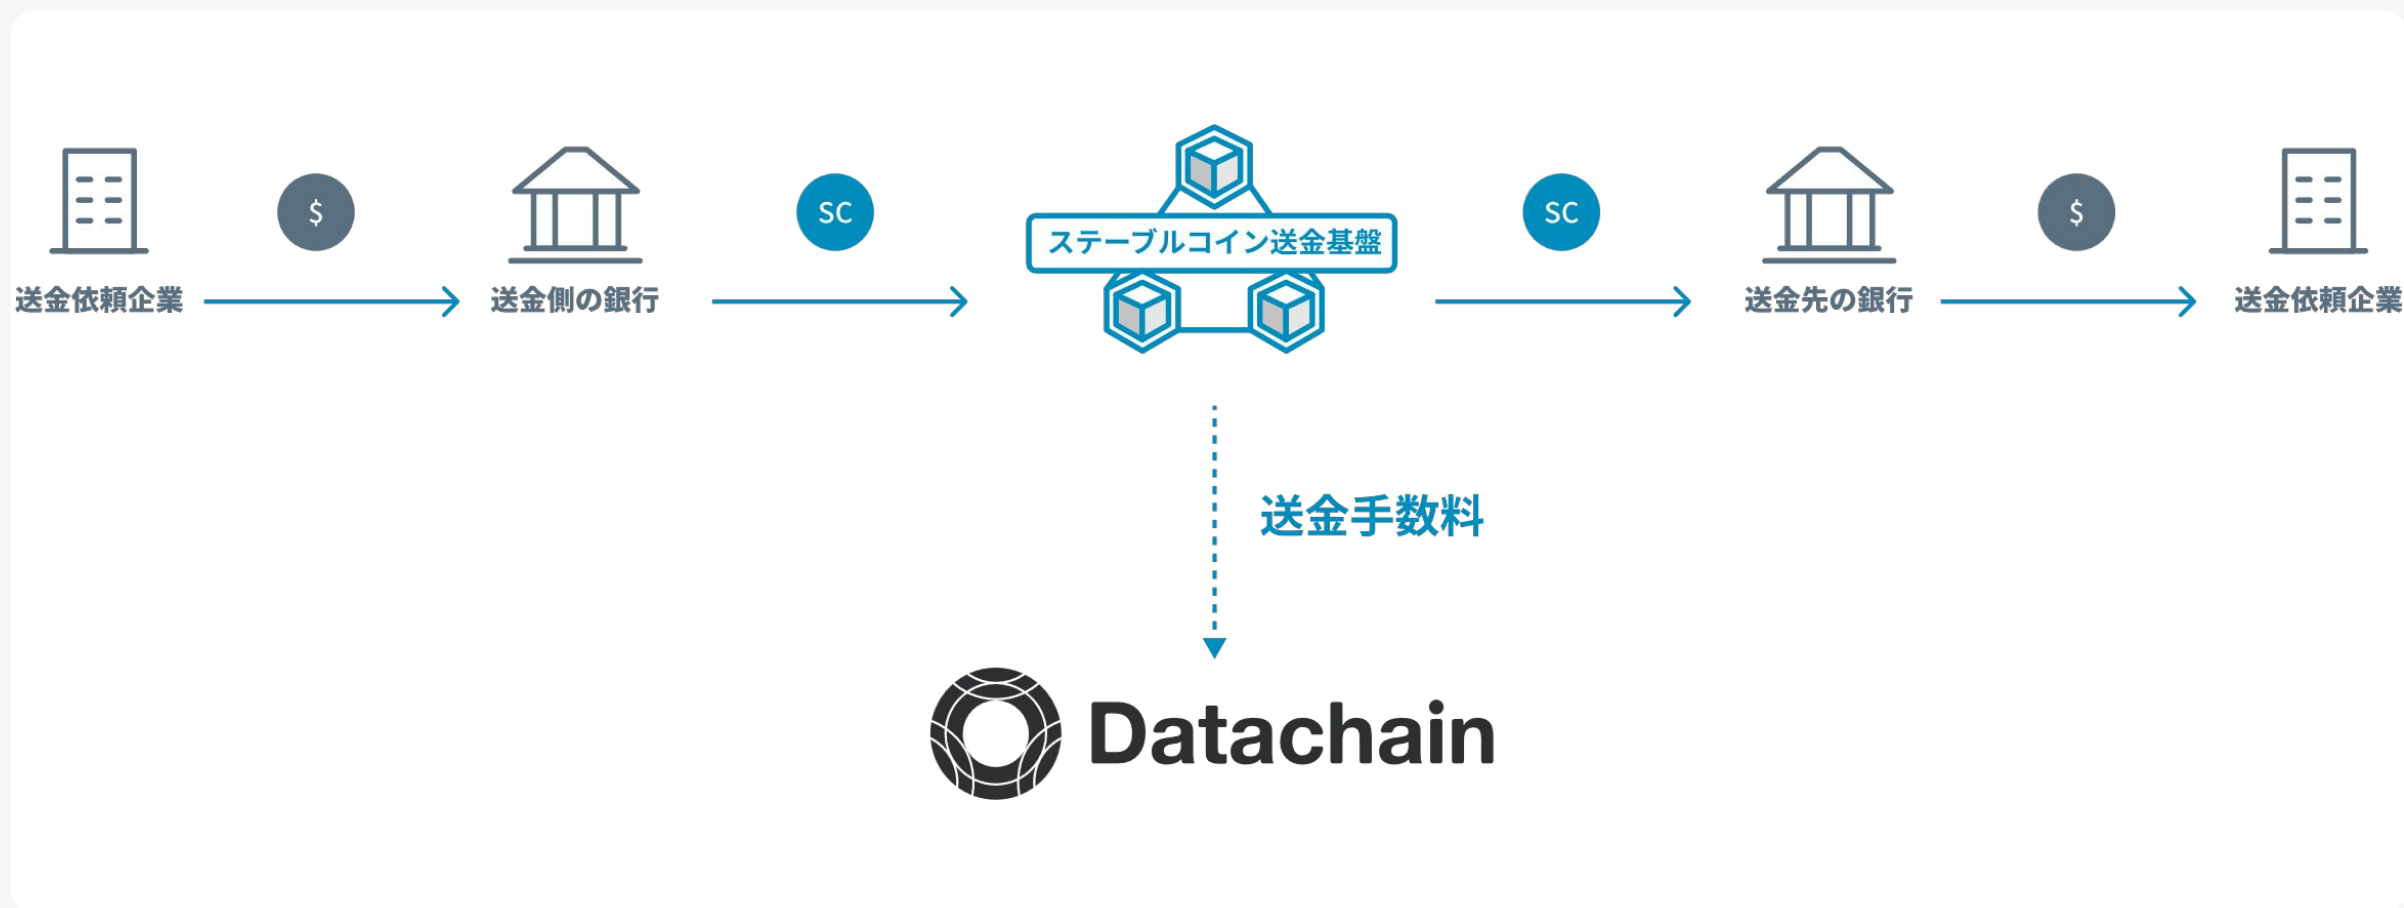 $
SC
ステーブルコイン送金基盤
SC
$
送金依頼企業
送金側の銀行
送金先の銀行
送金依頼企業
送金手数料
Datachain